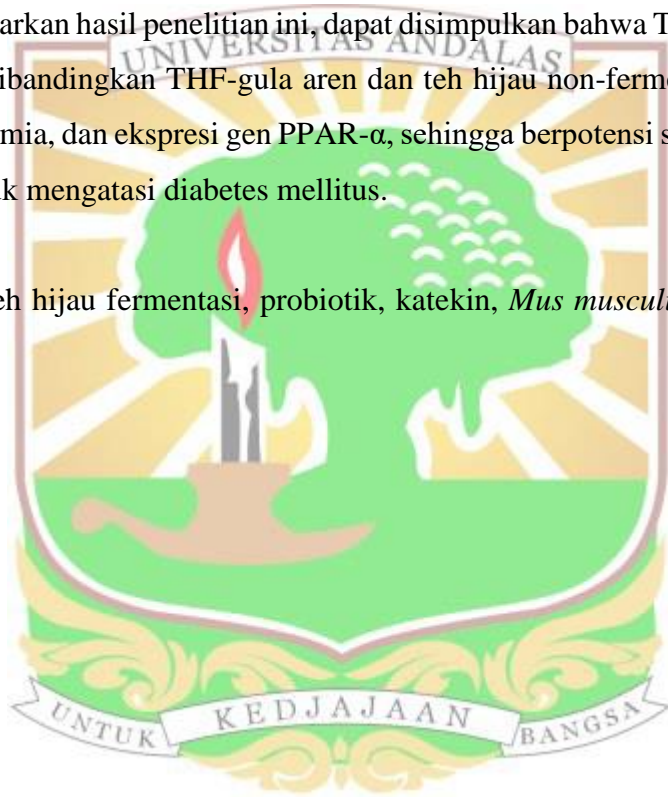 arkan hasil penelitian ini, dapat disimpulkan bahwa T
UNIVERSITAS ANDALAS
ibandingkan THF-gula aren dan teh hijau non-ferme
mia, dan ekspresi gen PPAR-α, sehingga berpotensi s
uk mengatasi diabetes mellitus.
eh hijau fermentasi, probiotik, katekin, Mus muscul
UNTUK KEDJAJAAN BANGSA